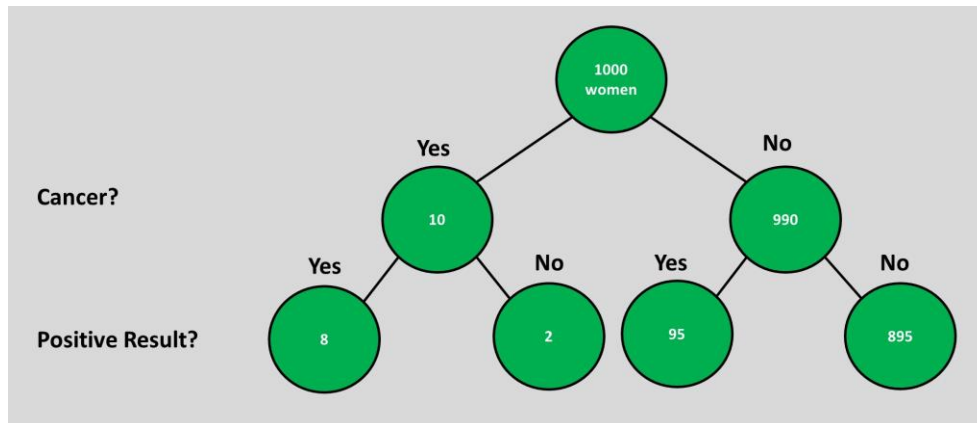 1000
women
Yes
No
Cancer?
10
990
Yes
No
Yes
No
Positive Result?
8
2
95
895